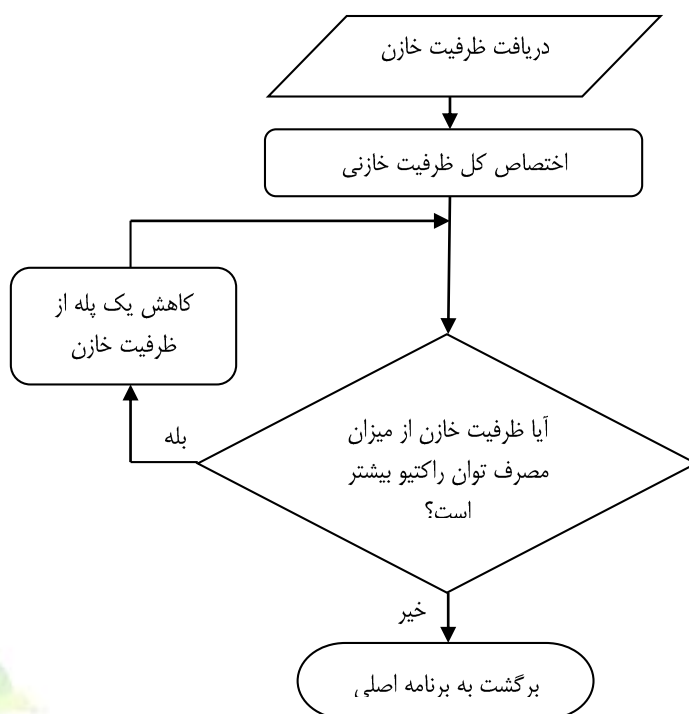 دریافت ظرفیت خازن
اختصاص کل ظرفیت خازنی
کاهش یک پله از
ظرفیت خازن
آیا ظرفیت خازن از میزان
مصرف توان راکتیو بیشتر
است؟
بله
خیر
برگشت به برنامه اصلی